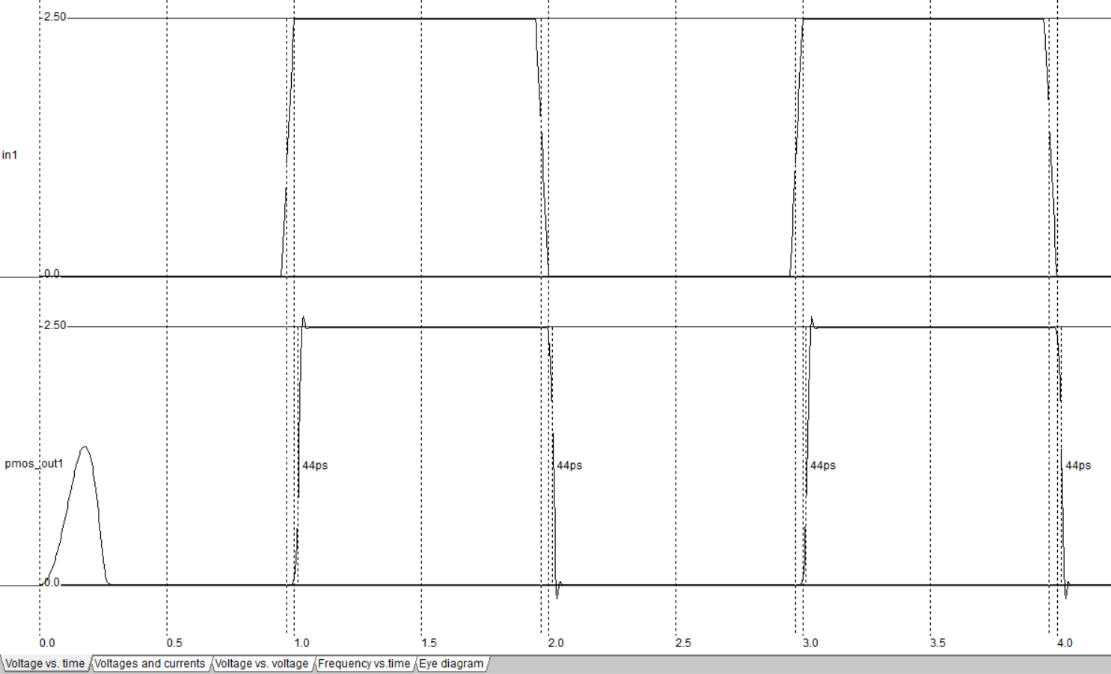 2.50
in1
0.0
2.50
pmos_out1
44ps 44ps 44ps 44ps
0.0
0.0 0.5 1.0 1.5 2.0 2.5 3.0 3.5 4.0
Voltage vs. time Voltages and currents Voltage vs. voltage Frequency vs.time Eye diagram